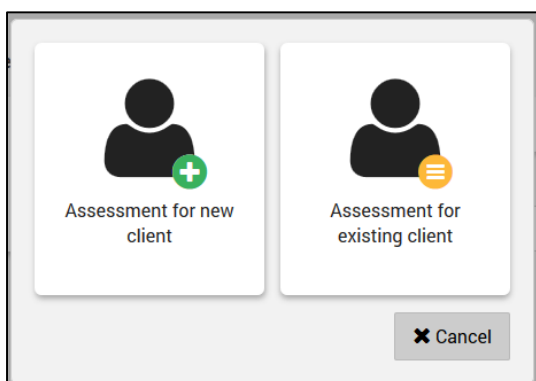 Assessment for new
client
Assessment for
existing client
Cancel